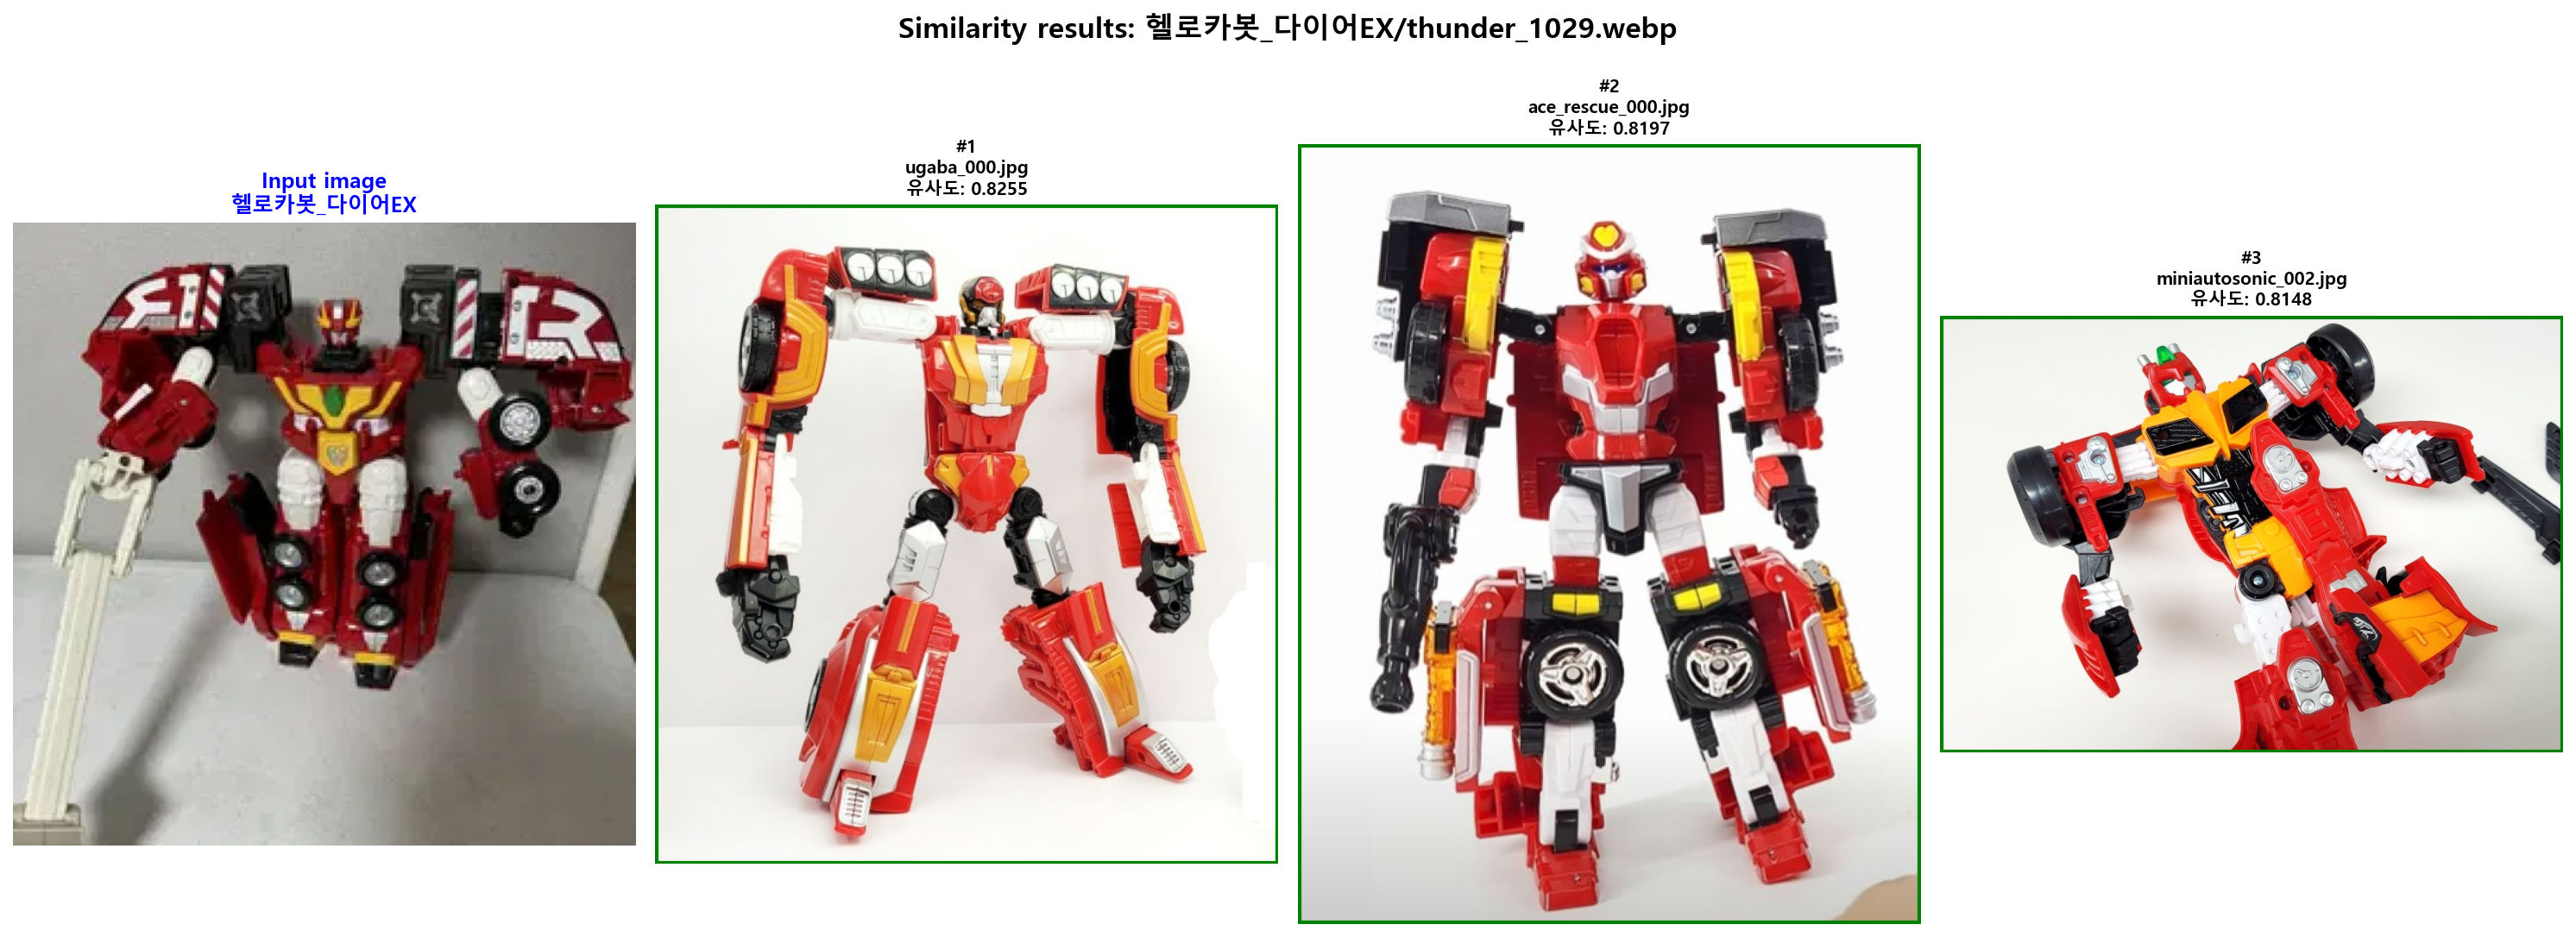 Similarity results: 헬로카봇_다이어EX/thunder_1029.webp
Input image
헬로카봇_다이어EX
#1
ugaba_000.jpg
유사도: 0.8255
#2
ace_rescue_000.jpg
유사도: 0.8197
#3
miniautosonic_002.jpg
유사도: 0.8148